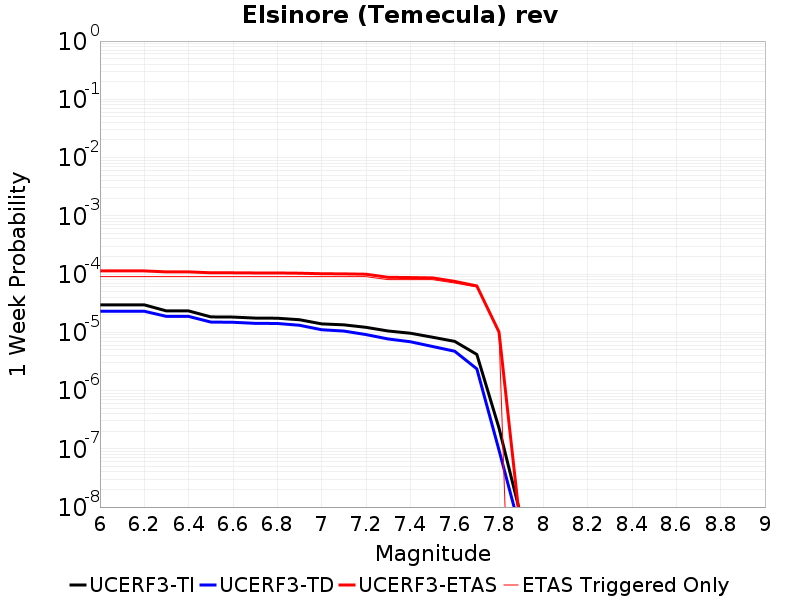 Elsinore (Temecula) rev
10^0
10^-1
10^-2
10^-3
10^-4
10^-5
10^-6
10^-7
10^-8
1 Week Probability
6 6.2 6.4 6.6 6.8 7 7.2 7.4 7.6 7.8 8 8.2 8.4 8.6 8.8 9
Magnitude
UCERF3-TI UCERF3-TD UCERF3-ETAS ETAS Triggered Only